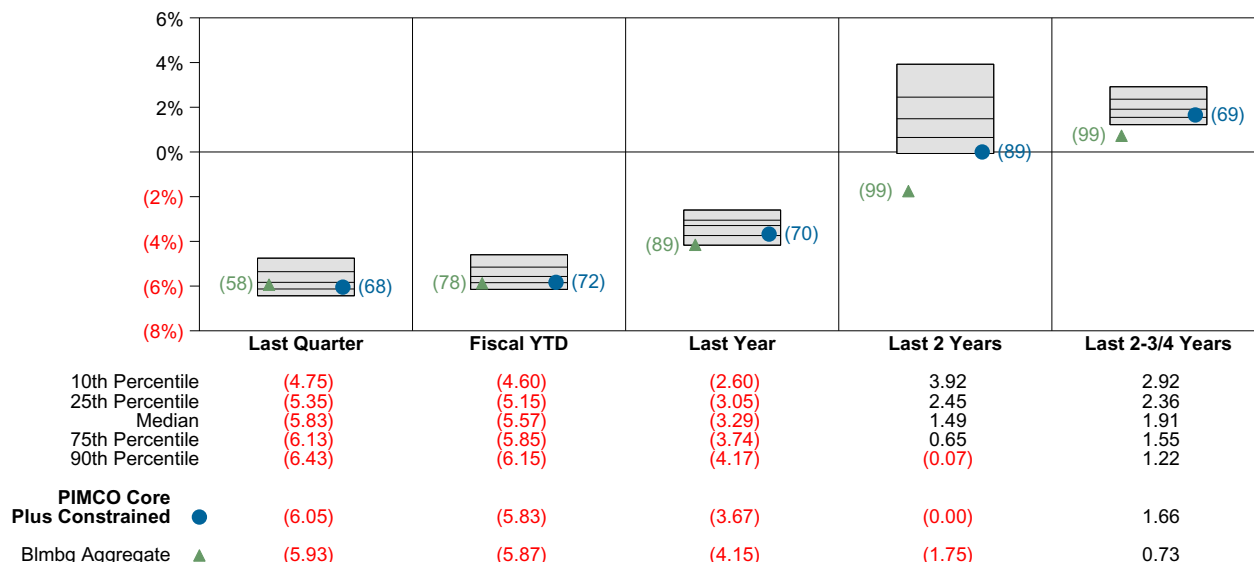 6%
4%
2%
0%
(2%)
(4%)
(6%)
(8%)
(58) (68)
(78) (72)
(89) (70)
(99) (89)
(99) (69)
Last Quarter Fiscal YTD Last Year Last 2 Years Last 2-3/4 Years
10th Percentile (4.75) (4.60) (2.60) 3.92 2.92
25th Percentile (5.35) (5.15) (3.05) 2.45 2.36
Median (5.83) (5.57) (3.29) 1.49 1.91
75th Percentile (6.13) (5.85) (3.74) 0.65 1.55
90th Percentile (6.43) (6.15) (4.17) (0.07) 1.22
PIMCO Core
Plus Constrained (6.05) (5.83) (3.67) (0.00) 1.66
Blmbg Aggregate (5.93) (5.87) (4.15) (1.75) 0.73